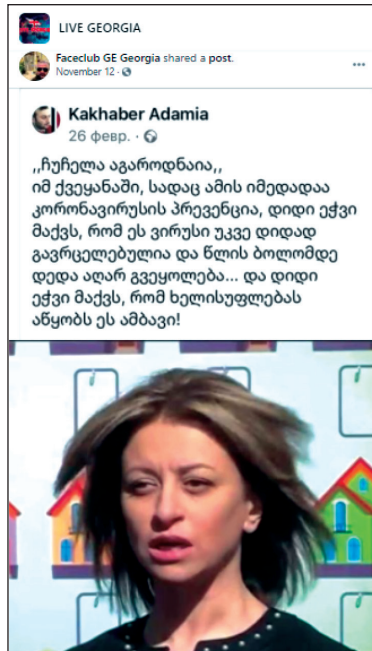 LIVE GEORGIA
Faceclub GE Georgia shared a post.
November 12 ·
Kakhaber Adamia
26 февр. ·
,,ჩუჩელა აგაროდნაია,,
იმ ქვეყანაში, სადაც ამის იმედადაა
კორონავირუსის პრევენცია, დიდი ეჭვი
მაქვს, რომ ეს ვირუსი უკვე დიდად
გავრცელებულია და წლის ბოლომდე
დედა აღარ გვეყოლება... და დიდი
ეჭვი მაქვს, რომ ხელისუფლებას
აწყობს ეს ამბავი!